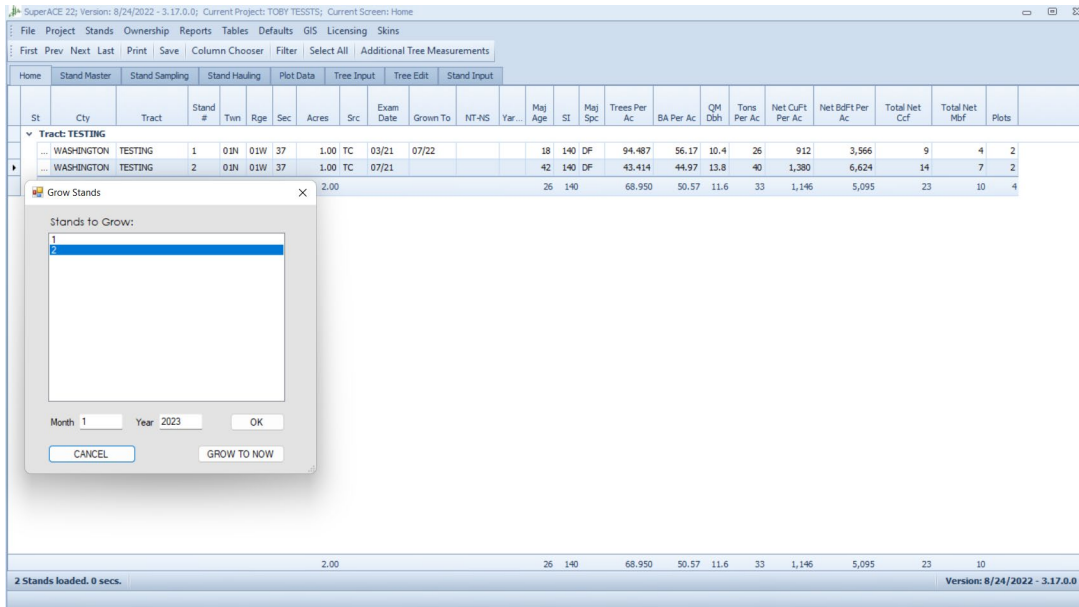 SuperACE 22; Version: 8/24/2022 - 3.17.0.0; Current Project: TOBY TESSTS; Current Screen: Home
File Project Stands Ownership Reports Tables Defaults GIS Licensing Skins
First Prev Next Last Print Save Column Chooser Filter Select All Additional Tree Measurements
Home Stand Master Stand Sampling Stand Hauling Plot Data Tree Input Tree Edit Stand Input
St Cty Tract Stand # Twn Rge Sec Acres Src Exam Date Grown To NT-NS Yar... Maj Age SI Maj Spc Trees Per Ac BA Per Ac QM Dbh Tons Per Ac Net CuFt Per Ac Net BdFt Per Ac Total Net Ccf Total Net Mbf Plots
Tract: TESTING
... WASHINGTON TESTING 1 01N 01W 37 1.00 TC 03/21 07/22 18 140 DF 94.487 56.17 10.4 26 912 3,566 9 4 2
... WASHINGTON TESTING 2 01N 01W 37 1.00 TC 07/21 42 140 DF 43.414 44.97 13.8 40 1,380 6,624 14 7 2
2.00 26 140 68.950 50.57 11.6 33 1,146 5,095 23 10 4
Grow Stands
Stands to Grow:
1
2
Month 1 Year 2023 OK
CANCEL GROW TO NOW
2.00 26 140 68.950 50.57 11.6 33 1,146 5,095 23 10
2 Stands loaded. 0 secs. Version: 8/24/2022 - 3.17.0.0